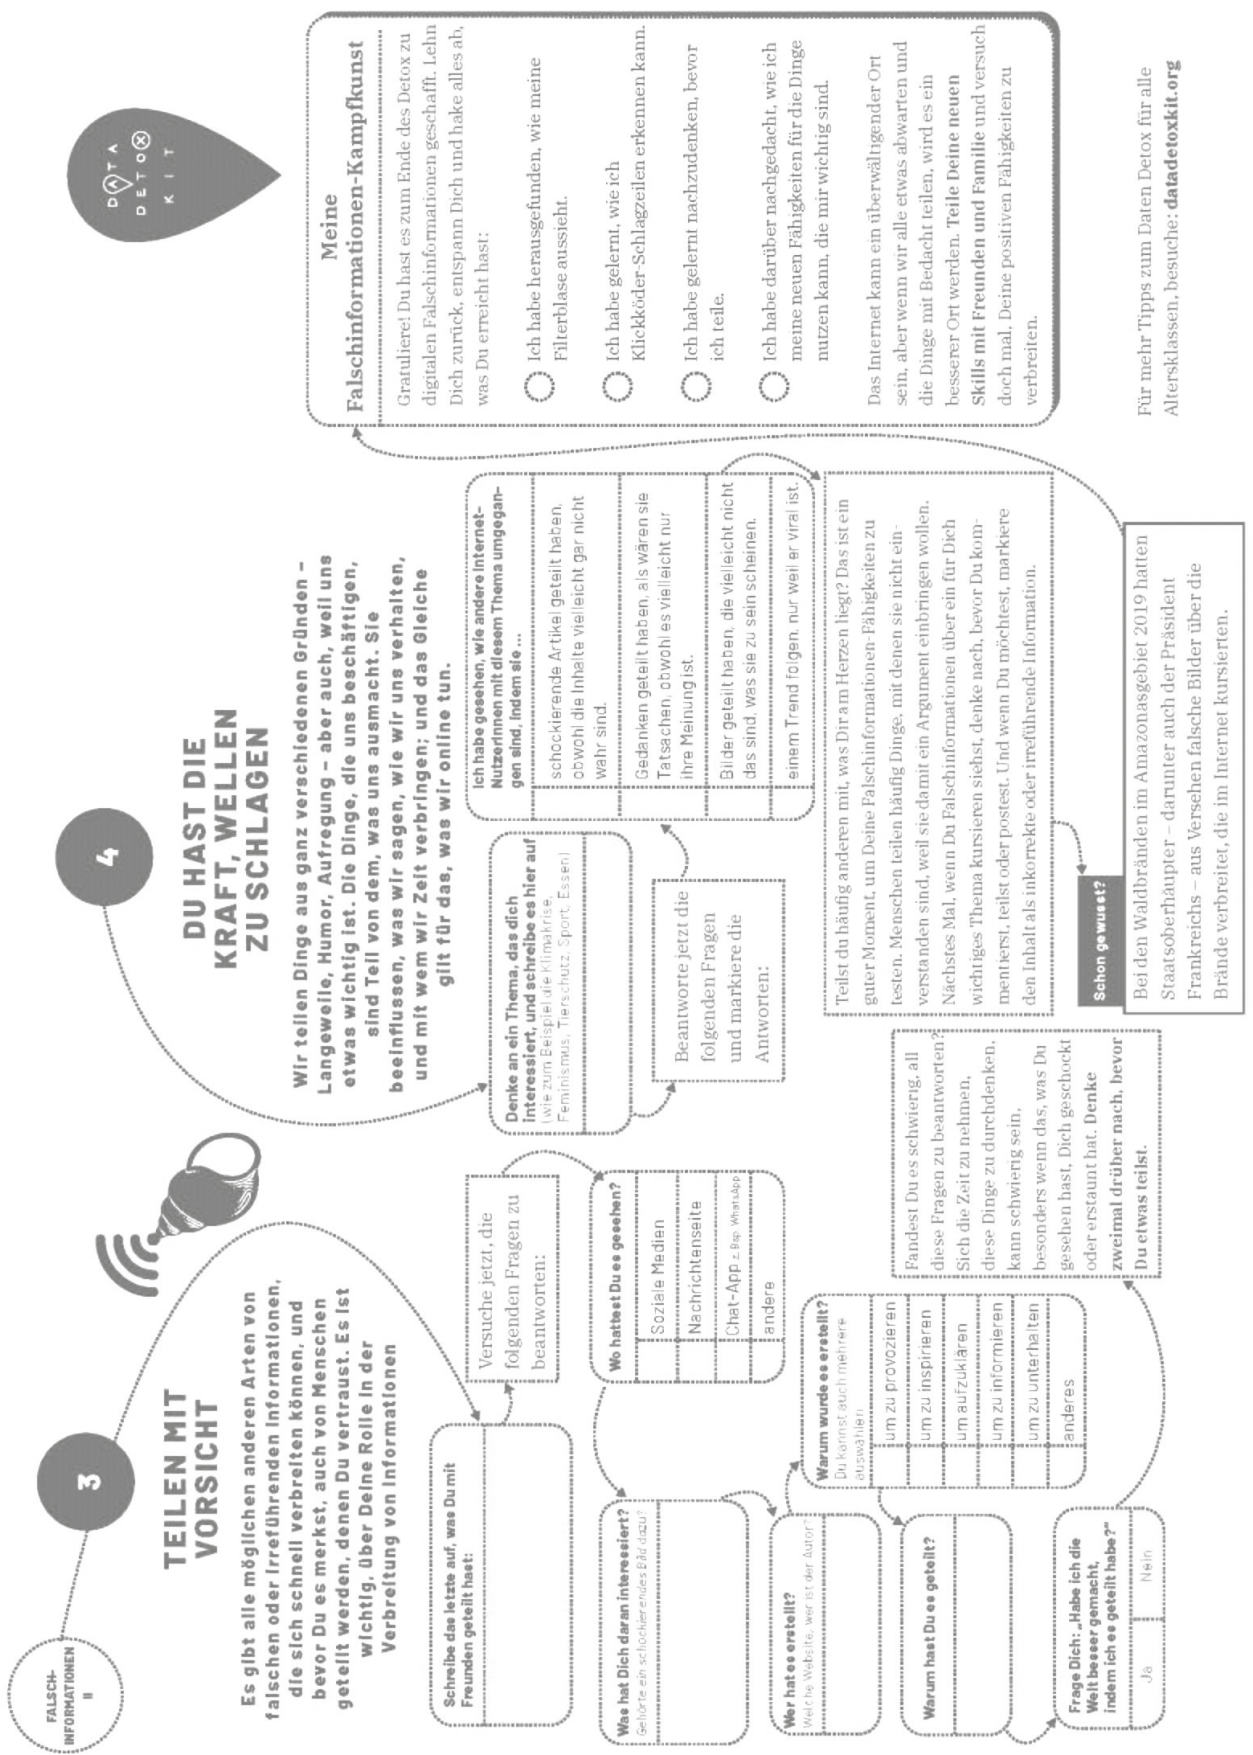 FALSCH-
INFORMATIONEN
II
3
TEILEN MIT
VORSICHT
Es gibt alle möglichen anderen Arten von
falschen oder irreführenden Informationen,
die sich schnell verbreiten können, und
bevor Du es merkst, auch von Menschen
geteilt werden, denen Du vertraust. Es ist
wichtig, über Deine Rolle in der
Verbreitung von Informationen
Schreibe das letzte auf, was Du mit
Freunden geteilt hast:
Versuche jetzt, die
folgenden Fragen zu
beantworten:
Wo hattest Du es gesehen?
Soziale Medien
Nachrichtenseite
Chat-App z. Bsp. WhatsApp
andere
Was hat Dich daran interessiert?
Gehörte ein schockierendes Bild dazu?
Wer hat es erstellt?
Welche Website, wer ist der Autor?
Warum wurde es erstellt?
Du kannst auch mehrere
auswählen
um zu provozieren
um zu inspirieren
um aufzuklären
um zu informieren
um zu unterhalten
anderes
Warum hast Du es geteilt?
Frage Dich: „Habe ich die
Welt besser gemacht,
indem ich es geteilt habe?“
Ja
Nein
Fandest Du es schwierig, all
diese Fragen zu beantworten?
Sich die Zeit zu nehmen,
diese Dinge zu durchdenken,
kann schwierig sein,
besonders wenn das, was Du
gesehen hast, Dich geschockt
oder erstaunt hat. Denke
zweimal drüber nach, bevor
Du etwas teilst.
4
DU HAST DIE
KRAFT, WELLEN
ZU SCHLAGEN
Wir teilen Dinge aus ganz verschiedenen Gründen –
Langeweile, Humor, Aufregung – aber auch, weil uns
etwas wichtig ist. Die Dinge, die uns beschäftigen,
sind Teil von dem, was uns ausmacht. Sie
beeinflussen, was wir sagen, wie wir uns verhalten,
und mit wem wir Zeit verbringen; und das Gleiche
gilt für das, was wir online tun.
Denke an ein Thema, das dich
interessiert, und schreibe es hier auf
(wie zum Beispiel die Klimakrise,
Feminismus, Tierschutz, Sport, Essen)
Beantworte jetzt die
folgenden Fragen
und markiere die
Antworten:
Ich habe gesehen, wie andere Internet-
NutzerInnen mit diesem Thema umgegan-
gen sind, indem sie ...
schockierende Artikel geteilt haben,
obwohl die Inhalte vielleicht gar nicht
wahr sind.
Gedanken geteilt haben, als wären sie
Tatsachen, obwohl es vielleicht nur
ihre Meinung ist.
Bilder geteilt haben, die vielleicht nicht
das sind, was sie zu sein scheinen.
einem Trend folgen, nur weil er viral ist.
Teilst du häufig anderen mit, was Dir am Herzen liegt? Das ist ein
guter Moment, um Deine Falschinformationen-Fähigkeiten zu
testen. Menschen teilen häufig Dinge, mit denen sie nicht ein-
verstanden sind, weil sie damit ein Argument einbringen wollen.
Nächstes Mal, wenn Du Falschinformationen über ein für Dich
wichtiges Thema kursieren siehst, denke nach, bevor Du kom-
mentierst, teilst oder postest. Und wenn Du möchtest, markiere
den Inhalt als inkorrekte oder irreführende Information.
Schon gewusst?
Bei den Waldbränden im Amazonasgebiet 2019 hatten
Staatsoberhäupter – darunter auch der Präsident
Frankreichs – aus Versehen falsche Bilder über die
Brände verbreitet, die im Internet kursierten.
DATA
DETOX
KIT
Meine
Falschinformationen-Kampfkunst
Gratuliere! Du hast es zum Ende des Detox zu
digitalen Falschinformationen geschafft. Lehn
Dich zurück, entspann Dich und hake alles ab,
was Du erreicht hast:
Ich habe herausgefunden, wie meine
Filterblase aussieht.
Ich habe gelernt, wie ich
Klickköder-Schlagzeilen erkennen kann.
Ich habe gelernt nachzudenken, bevor
ich teile.
Ich habe darüber nachgedacht, wie ich
meine neuen Fähigkeiten für die Dinge
nutzen kann, die mir wichtig sind.
Das Internet kann ein überwältigender Ort
sein, aber wenn wir alle etwas abwarten und
die Dinge mit Bedacht teilen, wird es ein
besserer Ort werden. Teile Deine neuen
Skills mit Freunden und Familie und versuch
doch mal, Deine positiven Fähigkeiten zu
verbreiten.
Für mehr Tipps zum Daten Detox für alle
Altersklassen, besuche: datadetoxkit.org